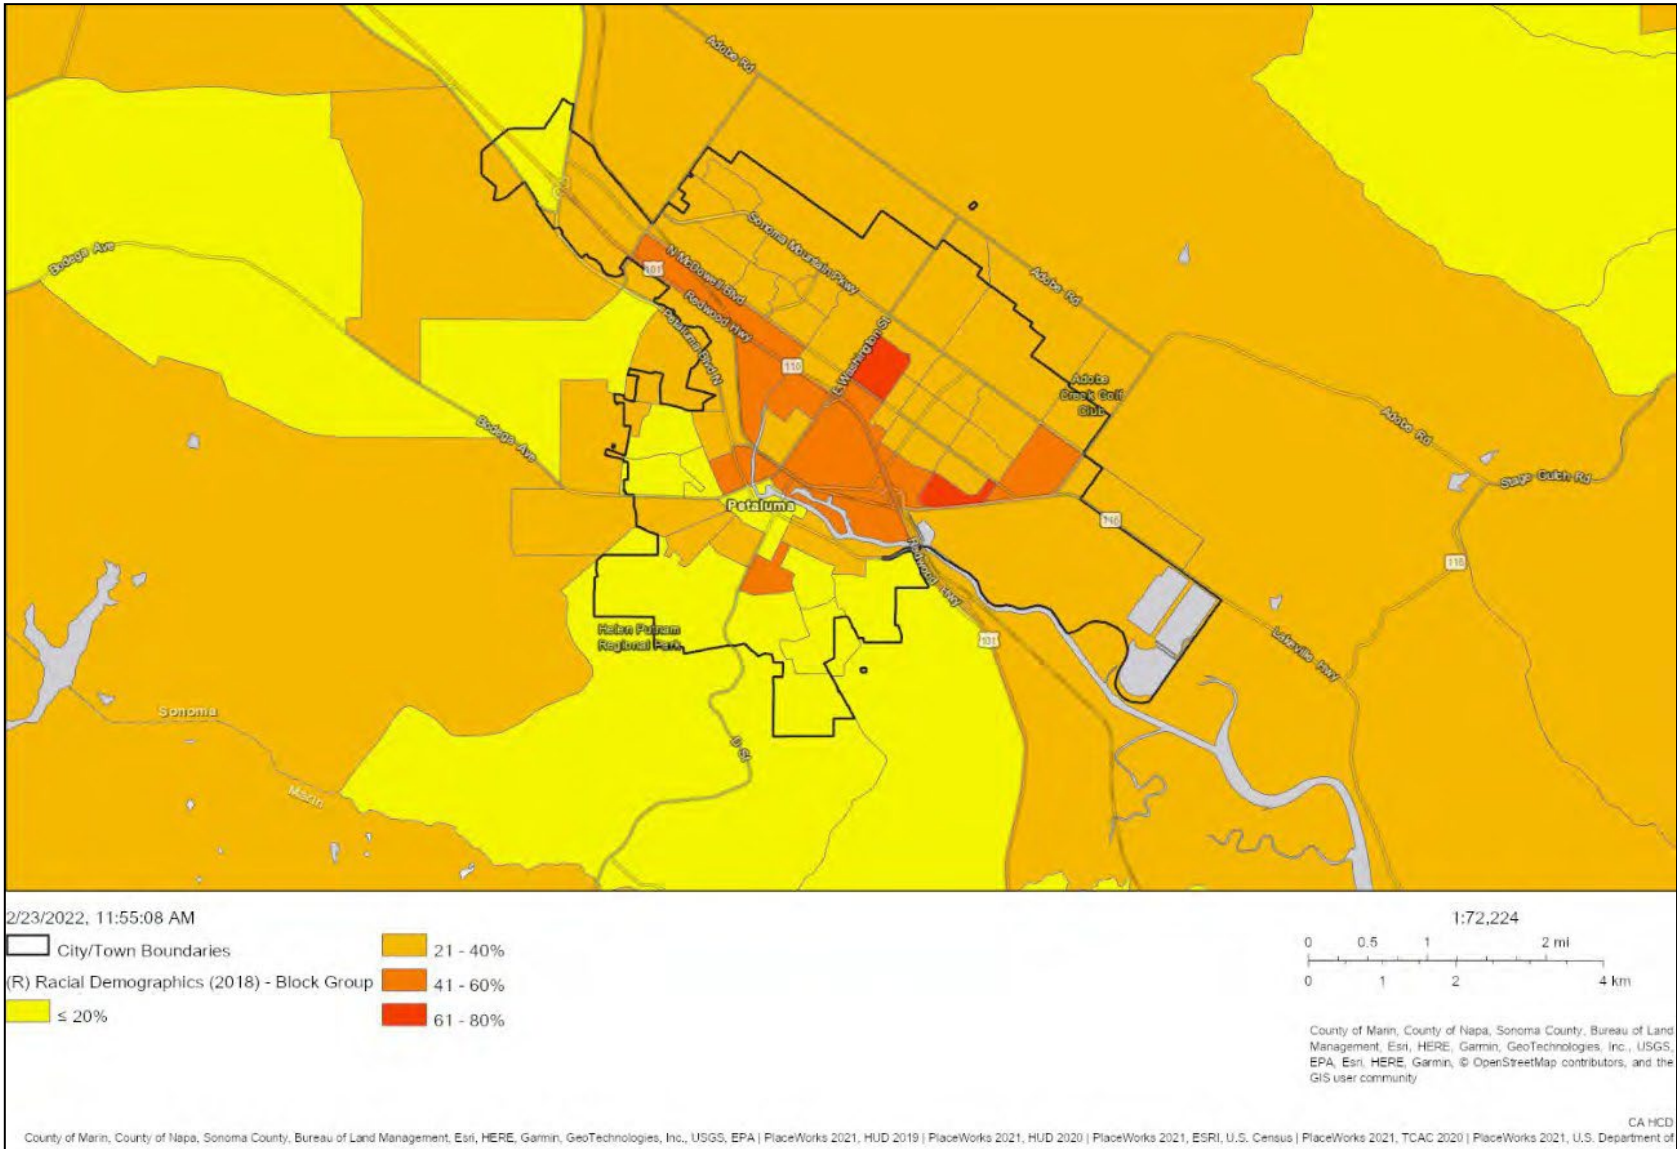 Adobe Rd
Bodega Ave
Sonoma Mountain Pkwy
N McDowell Blvd
101
Redwood Hwy
Petaluma Blvd N
Adobe Rd
E Washington St
116
Adobe
Creek Golf
Club
Adobe Rd
Bodega Ave
Stage Gulch Rd
Petaluma
116
Redwood Hwy
116
Helen Putnam
Regional Park
101
Lakeville Hwy
Sonoma
D St
Marin
2/23/2022, 11:55:08 AM
City/Town Boundaries
(R) Racial Demographics (2018) - Block Group
≤ 20%
21 - 40%
41 - 60%
61 - 80%
1:72,224
0 0.5 1 2 mi
0 1 2 4 km
County of Marin, County of Napa, Sonoma County, Bureau of Land
Management, Esri, HERE, Garmin, GeoTechnologies, Inc., USGS,
EPA, Esri, HERE, Garmin, © OpenStreetMap contributors, and the
GIS user community
CA HCD
County of Marin, County of Napa, Sonoma County, Bureau of Land Management, Esri, HERE, Garmin, GeoTechnologies, Inc., USGS, EPA | PlaceWorks 2021, HUD 2019 | PlaceWorks 2021, HUD 2020 | PlaceWorks 2021, ESRI, U.S. Census | PlaceWorks 2021, TCAC 2020 | PlaceWorks 2021, U.S. Department of